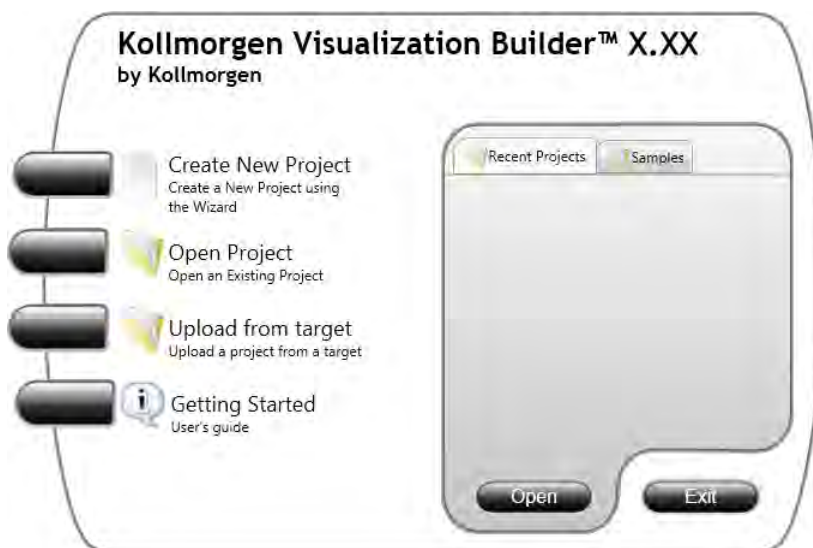 Kollmorgen Visualization Builder™ X.XX
by Kollmorgen
Create New Project
Create a New Project using
the Wizard
Open Project
Open an Existing Project
Upload from target
Upload a project from a target
Getting Started
User's guide
Recent Projects
Samples
Open
Exit